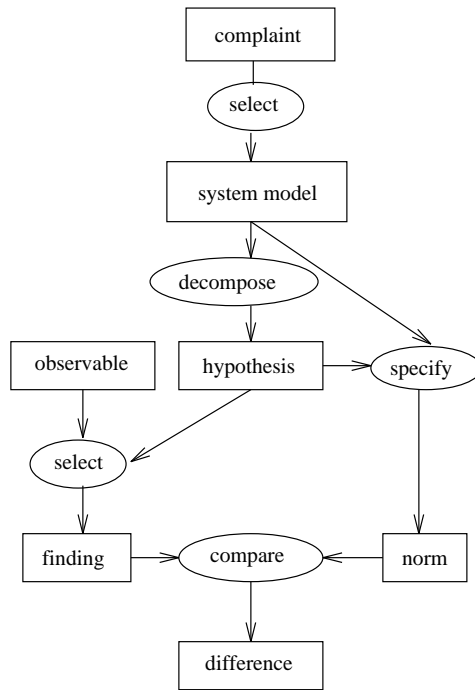 complaint
select
system model
decompose
observable
hypothesis
specify
select
finding
compare
norm
difference